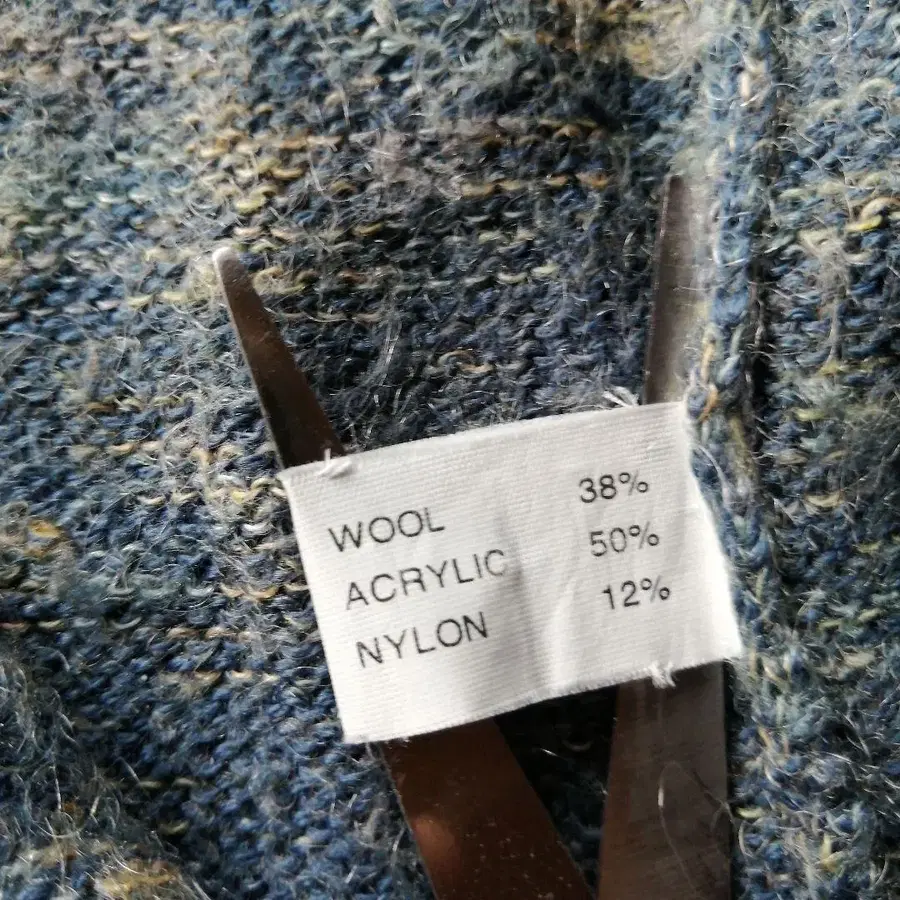 WOOL 38%
ACRYLIC 50%
NYLON 12%